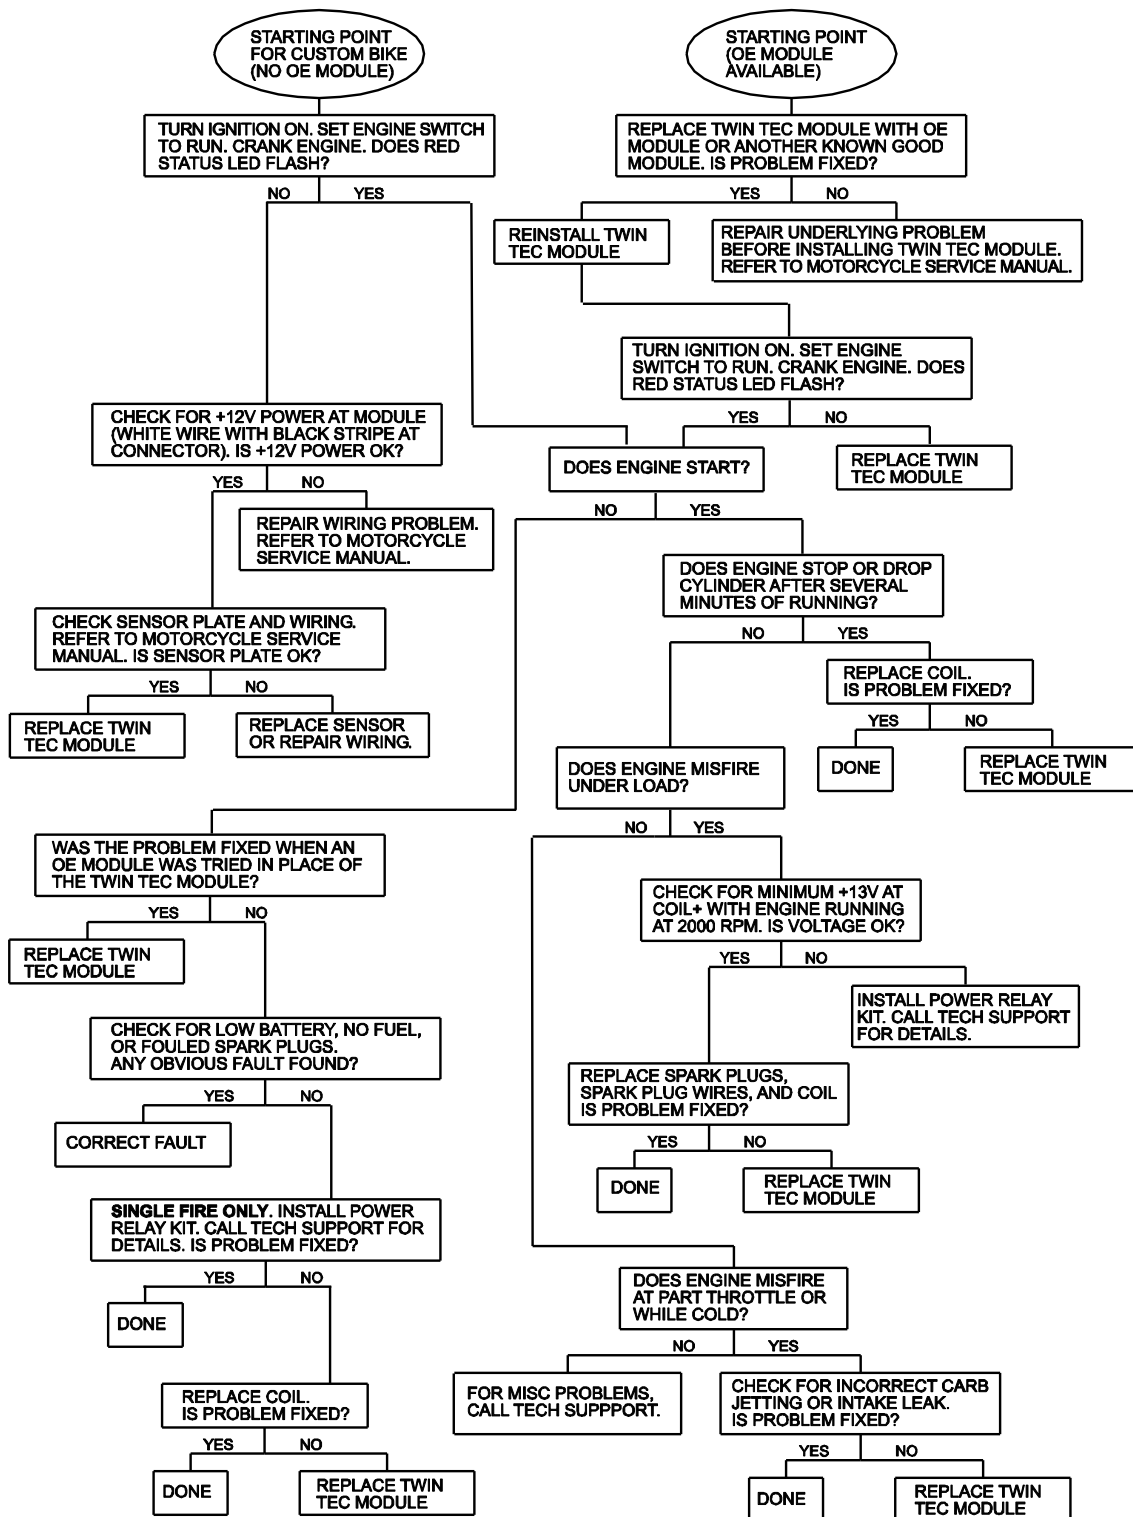 STARTING POINT
FOR CUSTOM BIKE
(NO OE MODULE)
STARTING POINT
(OE MODULE
AVAILABLE)
TURN IGNITION ON. SET ENGINE SWITCH
TO RUN. CRANK ENGINE. DOES RED
STATUS LED FLASH?
REPLACE TWIN TEC MODULE WITH OE
MODULE OR ANOTHER KNOWN GOOD
MODULE. IS PROBLEM FIXED?
NO
YES
YES
NO
REINSTALL TWIN
TEC MODULE
REPAIR UNDERLYING PROBLEM
BEFORE INSTALLING TWIN TEC MODULE.
REFER TO MOTORCYCLE SERVICE MANUAL.
TURN IGNITION ON. SET ENGINE
SWITCH TO RUN. CRANK ENGINE. DOES
RED STATUS LED FLASH?
YES
NO
CHECK FOR +12V POWER AT MODULE
(WHITE WIRE WITH BLACK STRIPE AT
CONNECTOR). IS +12V POWER OK?
DOES ENGINE START?
REPLACE TWIN
TEC MODULE
YES
NO
NO
YES
REPAIR WIRING PROBLEM.
REFER TO MOTORCYCLE
SERVICE MANUAL.
DOES ENGINE STOP OR DROP
CYLINDER AFTER SEVERAL
MINUTES OF RUNNING?
CHECK SENSOR PLATE AND WIRING.
REFER TO MOTORCYCLE SERVICE
MANUAL. IS SENSOR PLATE OK?
NO
YES
YES
NO
REPLACE COIL.
IS PROBLEM FIXED?
REPLACE TWIN
TEC MODULE
REPLACE SENSOR
OR REPAIR WIRING.
YES
NO
DONE
REPLACE TWIN
TEC MODULE
DOES ENGINE MISFIRE
UNDER LOAD?
NO
YES
WAS THE PROBLEM FIXED WHEN AN
OE MODULE WAS TRIED IN PLACE OF
THE TWIN TEC MODULE?
CHECK FOR MINIMUM +13V AT
COIL+ WITH ENGINE RUNNING
AT 2000 RPM. IS VOLTAGE OK?
YES
NO
REPLACE TWIN
TEC MODULE
YES
NO
INSTALL POWER RELAY
KIT. CALL TECH SUPPORT
FOR DETAILS.
CHECK FOR LOW BATTERY, NO FUEL,
OR FOULED SPARK PLUGS.
ANY OBVIOUS FAULT FOUND?
REPLACE SPARK PLUGS,
SPARK PLUG WIRES, AND COIL
IS PROBLEM FIXED?
YES
NO
CORRECT FAULT
YES
NO
DONE
REPLACE TWIN
TEC MODULE
SINGLE FIRE ONLY. INSTALL POWER
RELAY KIT. CALL TECH SUPPORT FOR
DETAILS. IS PROBLEM FIXED?
YES
NO
DONE
DOES ENGINE MISFIRE
AT PART THROTTLE OR
WHILE COLD?
NO
YES
REPLACE COIL.
IS PROBLEM FIXED?
FOR MISC PROBLEMS,
CALL TECH SUPPPORT.
CHECK FOR INCORRECT CARB
JETTING OR INTAKE LEAK.
IS PROBLEM FIXED?
YES
NO
DONE
REPLACE TWIN
TEC MODULE
YES
NO
DONE
REPLACE TWIN
TEC MODULE